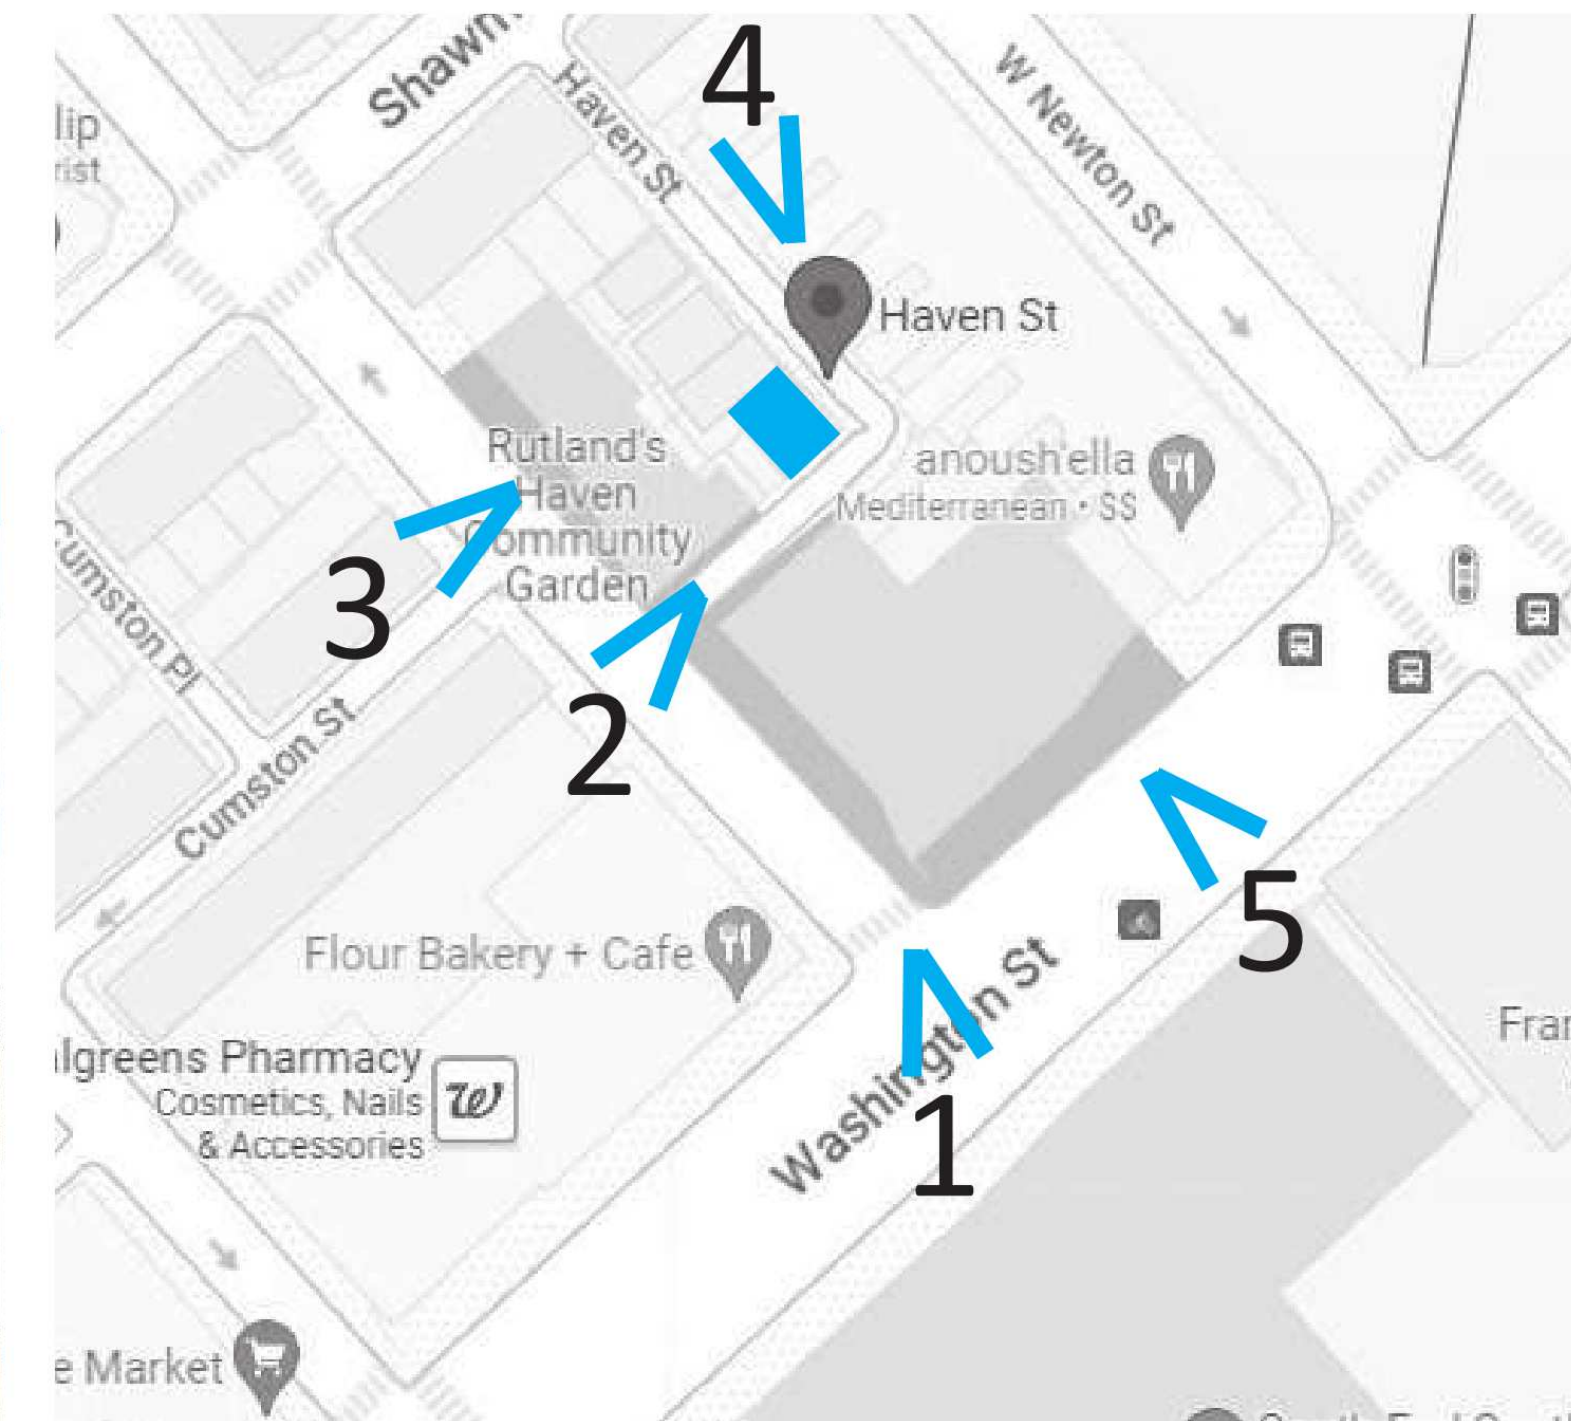 4
Shawm
Haven St
W Newton St
lip
rist
Haven St
Rutland's
Haven
Community
Garden
anoush'ella
Mediterranean • $$
3
2
Cumston Pl
Cumston St
5
Flour Bakery + Cafe
Washington St
1
Fran
lgreens Pharmacy
Cosmetics, Nails
& Accessories
e Market